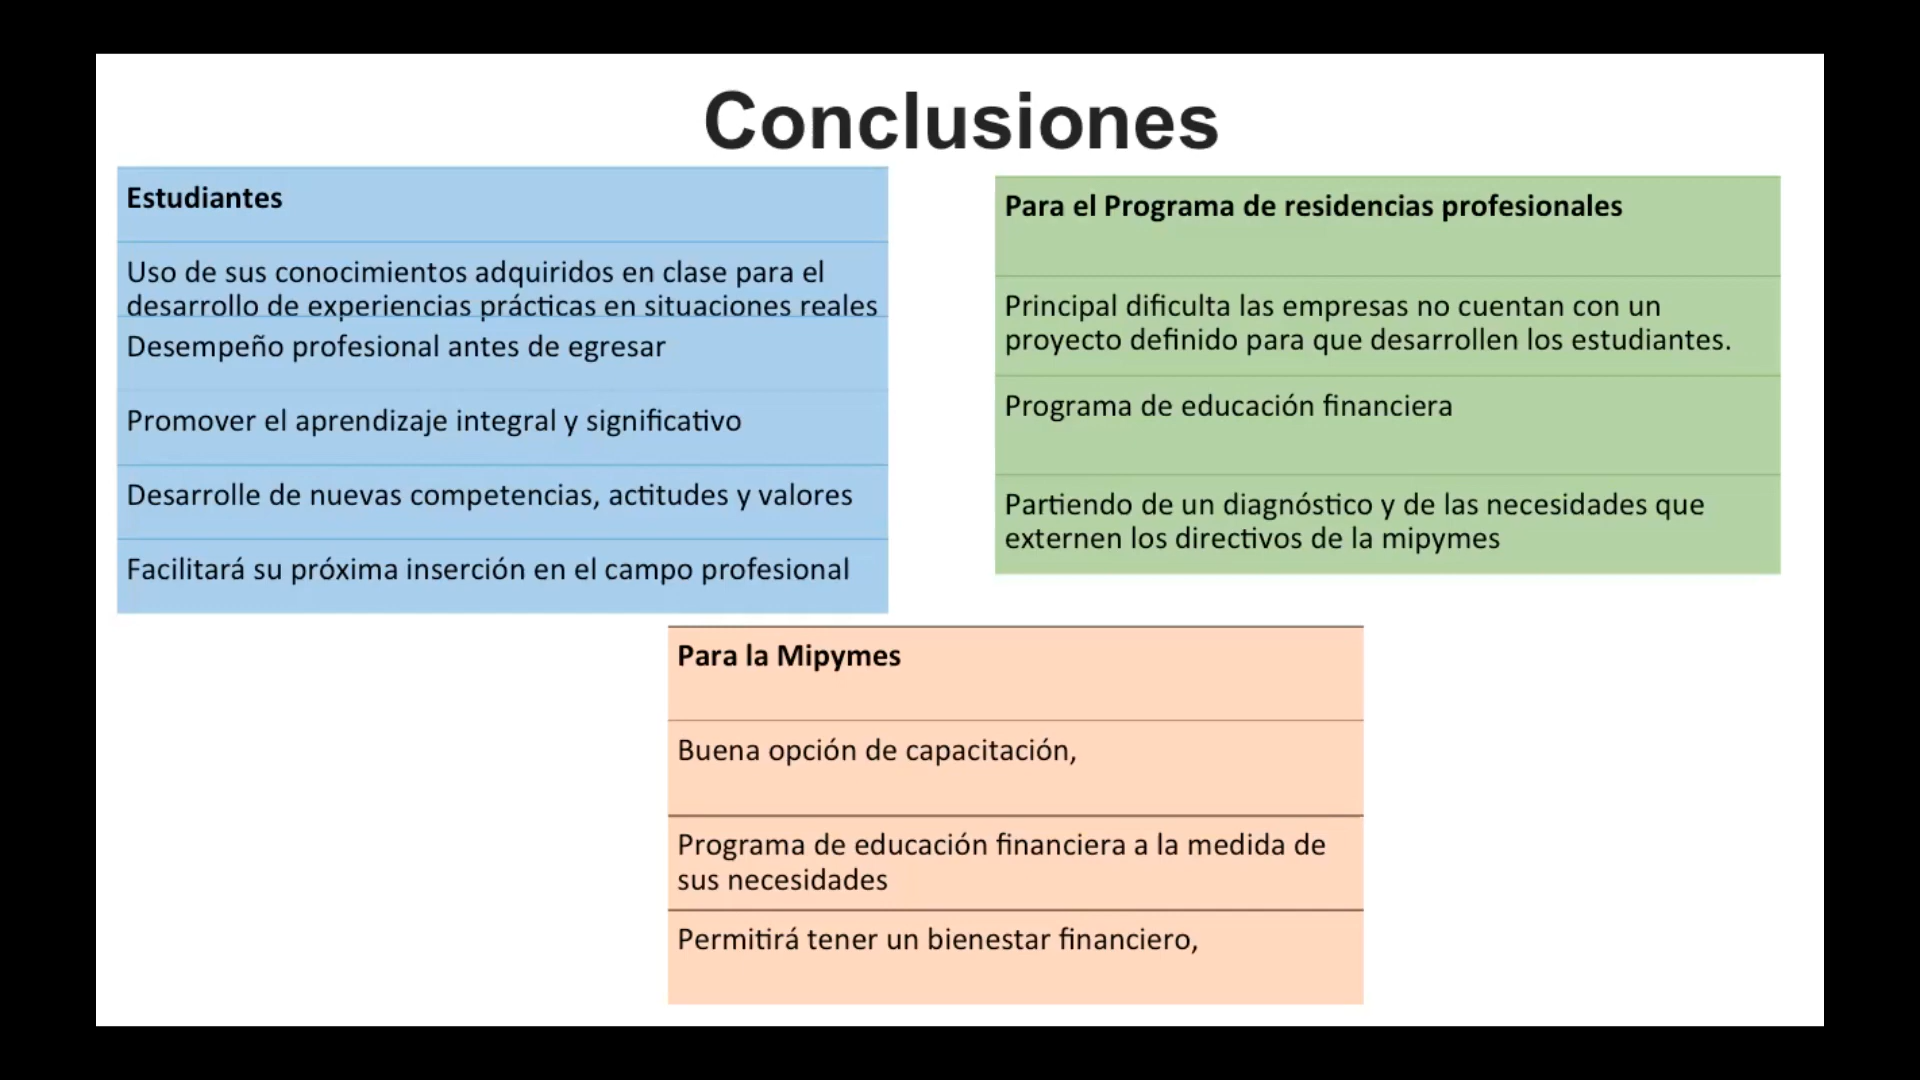 Conclusiones
Estudiantes
Uso de sus conocimientos adquiridos en clase para el
desarrollo de experiencias prácticas en situaciones reales
Desempeño profesional antes de egresar
Promover el aprendizaje integral y significativo
Desarrolle de nuevas competencias, actitudes y valores
Facilitará su próxima inserción en el campo profesional
Para el Programa de residencias profesionales
Principal dificulta las empresas no cuentan con un
proyecto definido para que desarrollen los estudiantes.
Programa de educación financiera
Partiendo de un diagnóstico y de las necesidades que
externen los directivos de la mipymes
Para la Mipymes
Buena opción de capacitación,
Programa de educación financiera a la medida de
sus necesidades
Permitirá tener un bienestar financiero,